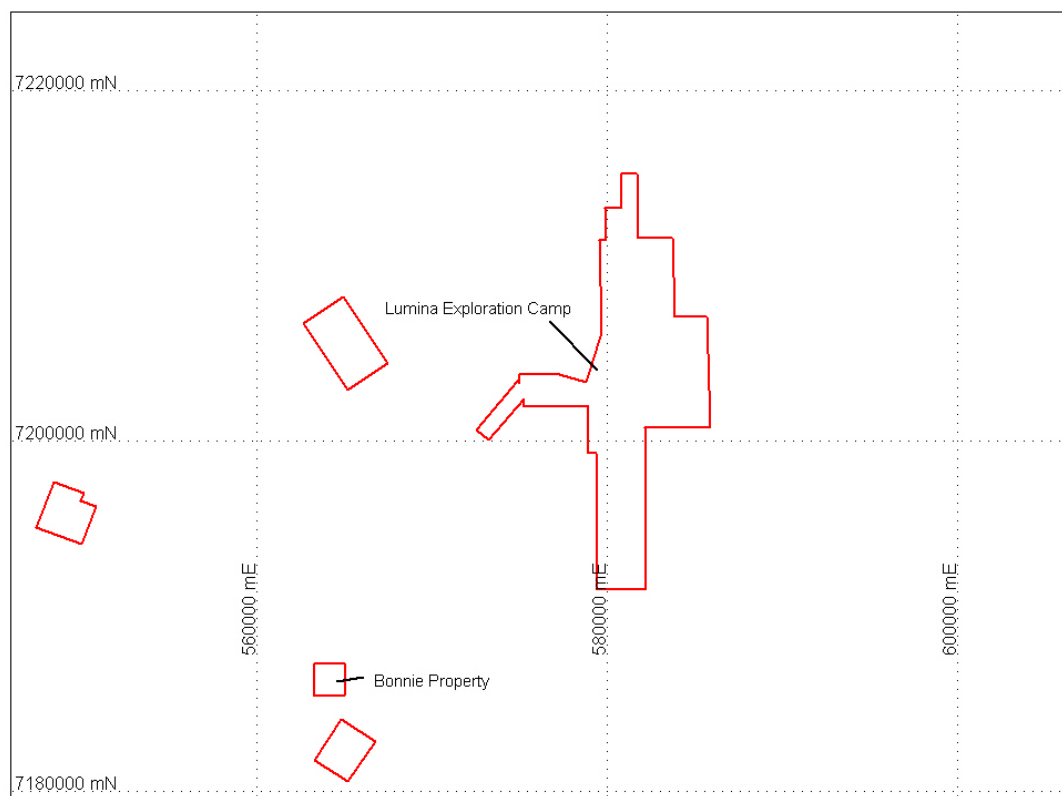 7220000 mN
Lumina Exploration Camp
7200000 mN
560000 mE
580000 mE
600000 mE
Bonnie Property
7180000 mN